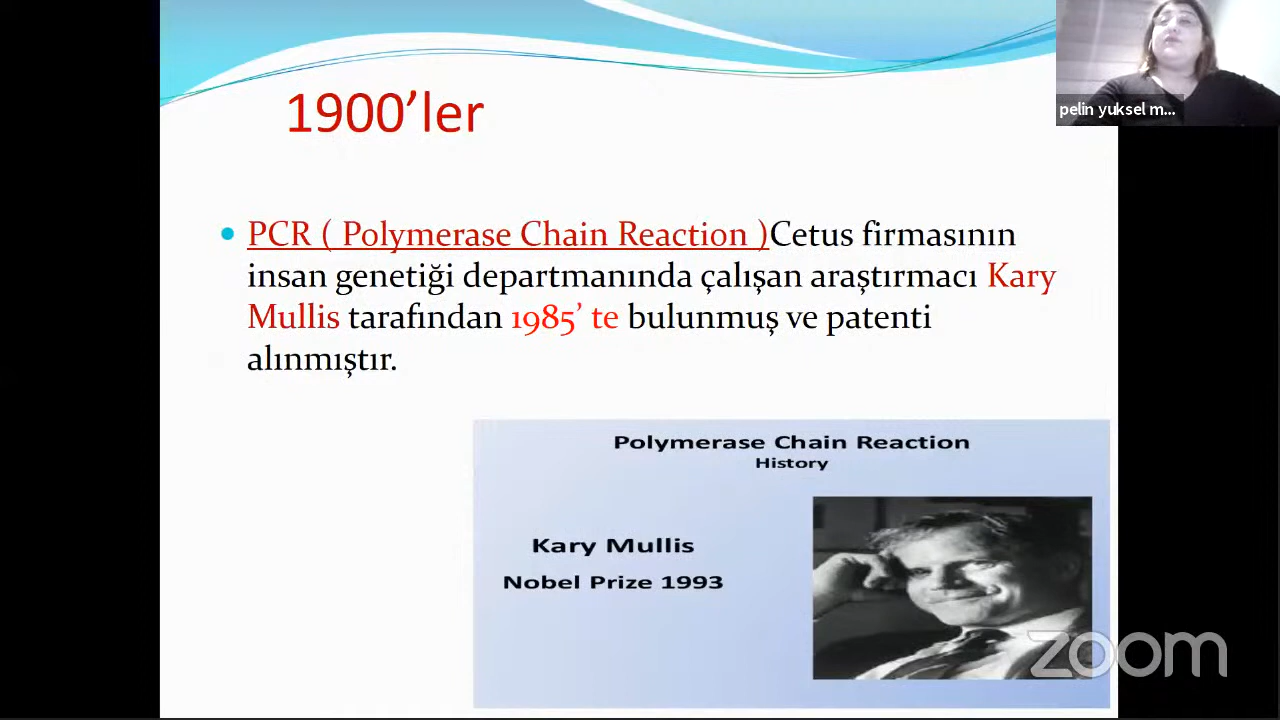 1900’ler
pelin yuksel m...
• PCR ( Polymerase Chain Reaction )Cetus firmasının
insan genetiği departmanında çalışan araştırmacı Kary
Mullis tarafından 1985’ te bulunmuş ve patenti
alınmıştır.
Polymerase Chain Reaction
History
Kary Mullis
Nobel Prize 1993
zoom